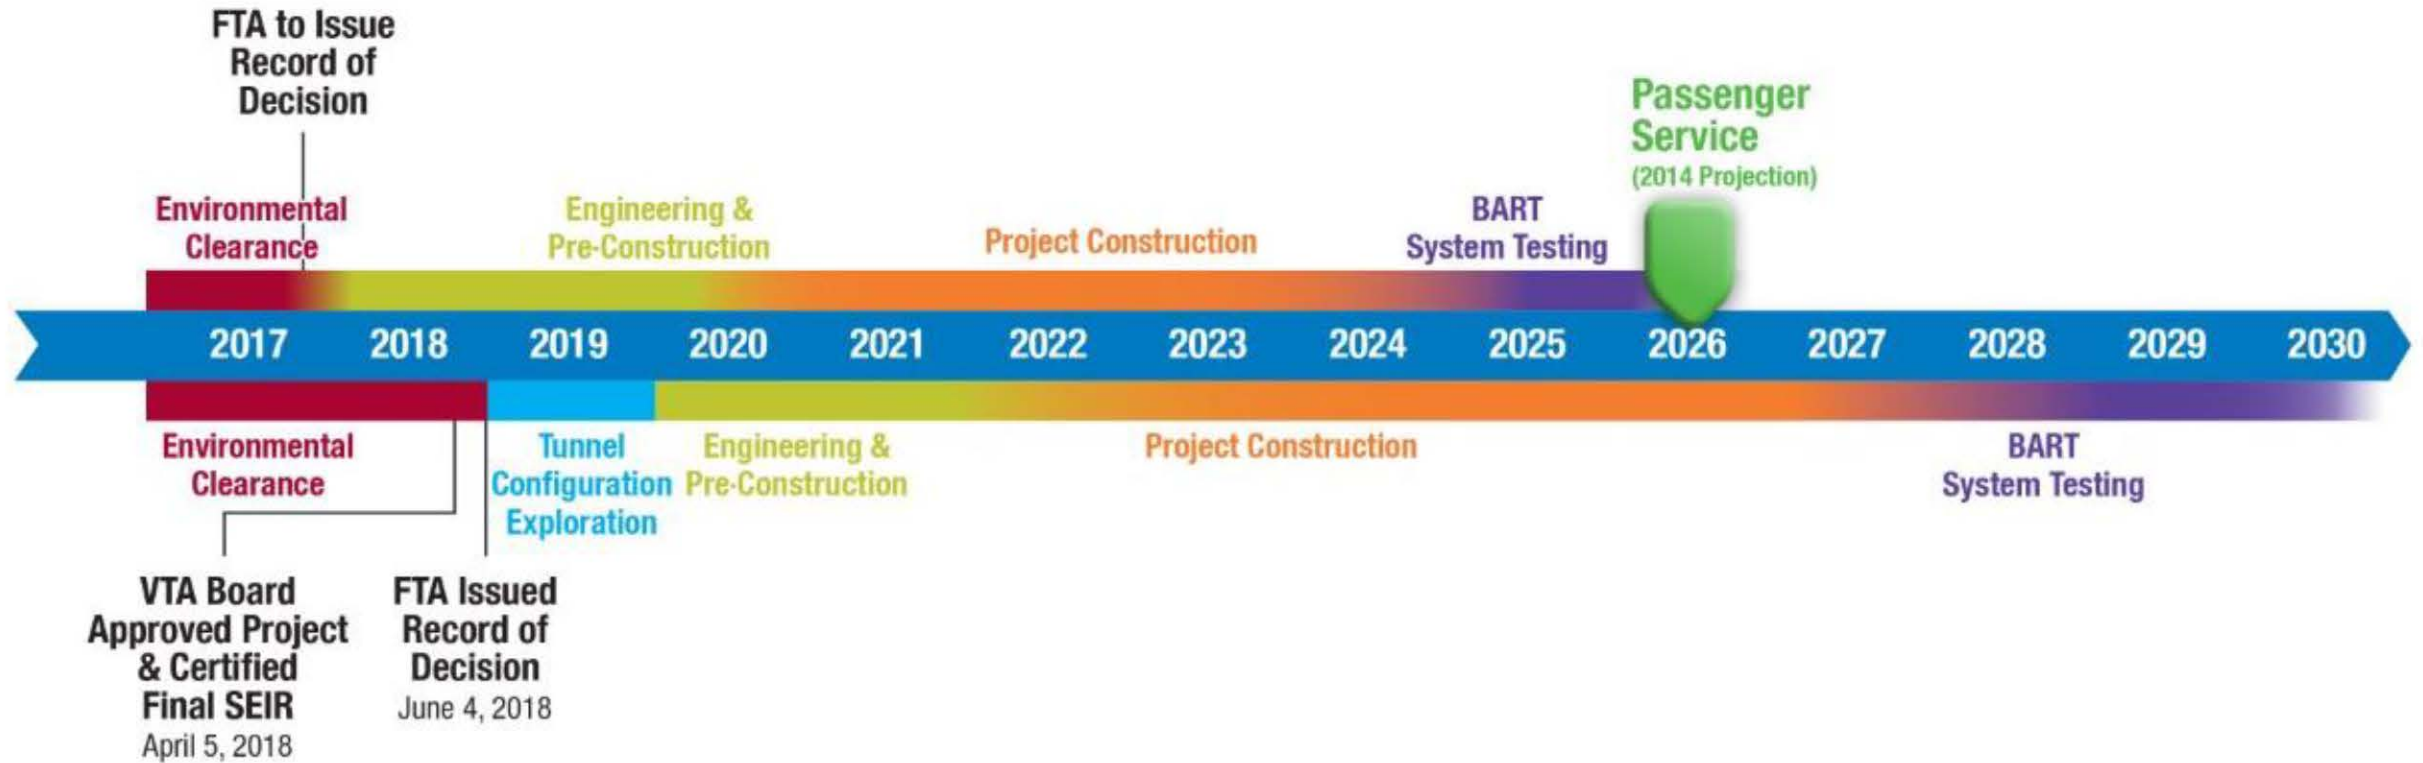 FTA to Issue
Record of
Decision
Passenger
Service
(2014 Projection)
Environmental
Clearance
Engineering &
Pre-Construction
Project Construction
BART
System Testing
2017 2018 2019 2020 2021 2022 2023 2024 2025 2026 2027 2028 2029 2030
Environmental
Clearance
Tunnel
Configuration
Exploration
Engineering &
Pre-Construction
Project Construction
BART
System Testing
VTA Board
Approved Project
& Certified
Final SEIR
April 5, 2018
FTA Issued
Record of
Decision
June 4, 2018